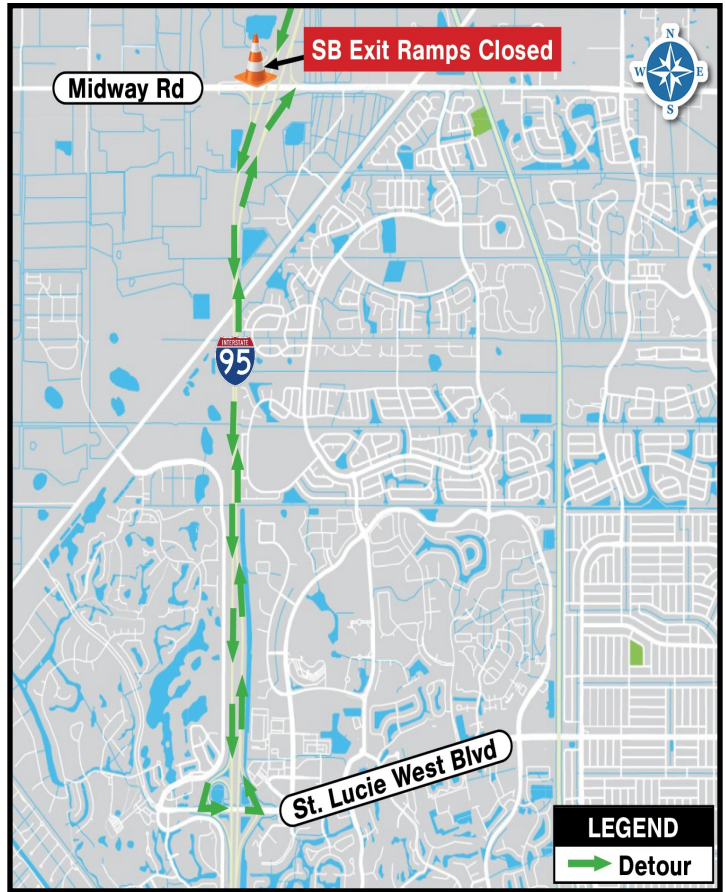 SB Exit Ramps Closed
Midway Rd
N
W E
S
INTERSTATE
95
St. Lucie West Blvd
LEGEND
Detour